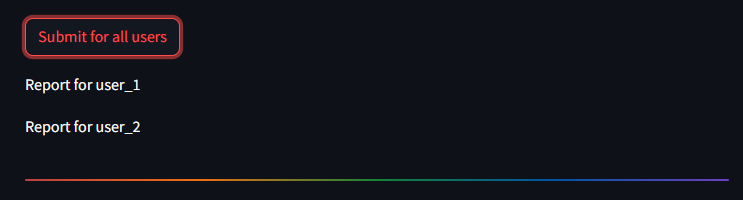 Submit for all users
Report for user_1
Report for user_2